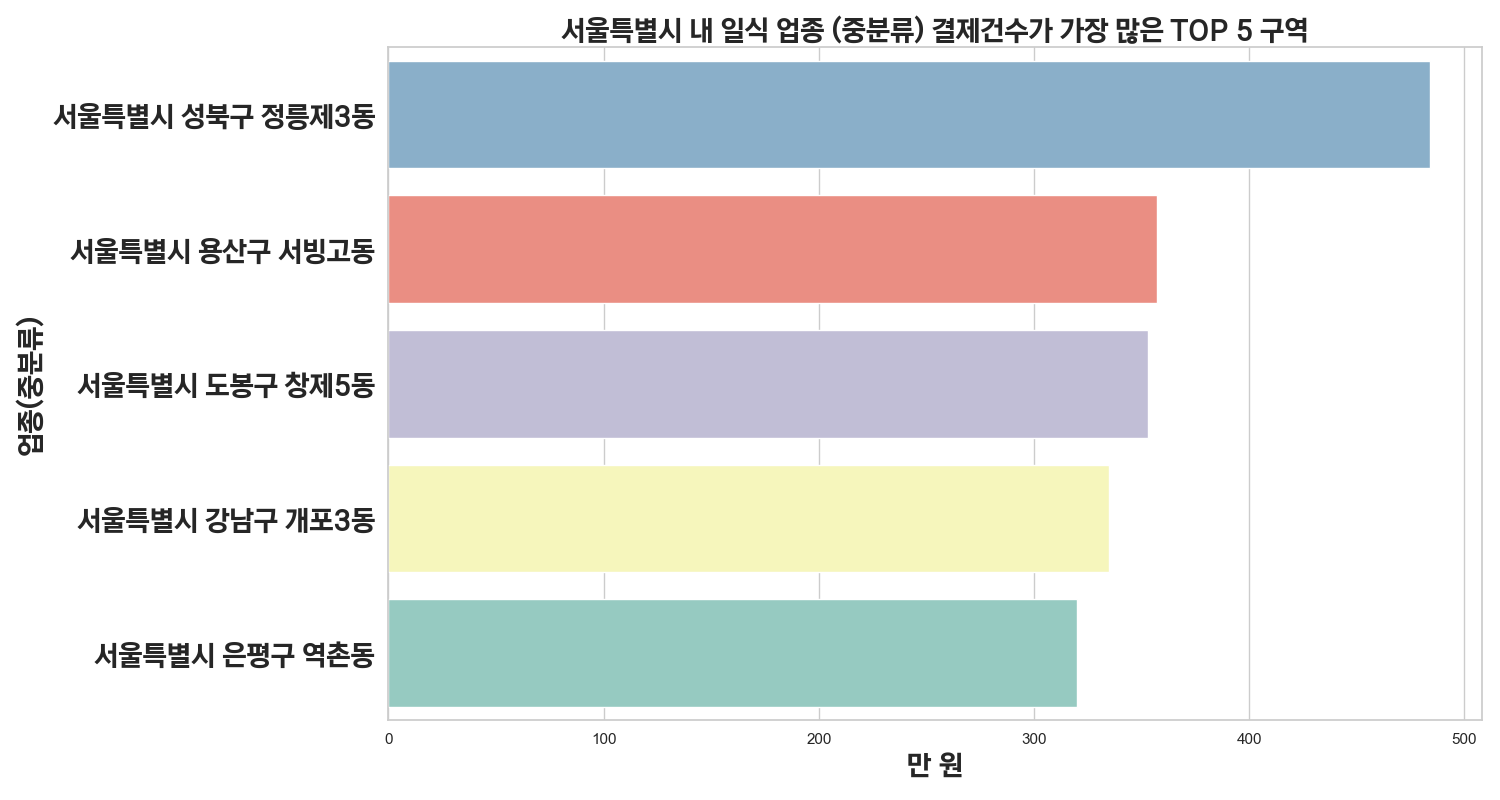 서울특별시 내 일식 업종 (중분류) 결제건수가 가장 많은 TOP 5 구역
업종(중분류)
서울특별시 성북구 정릉제3동
서울특별시 용산구 서빙고동
서울특별시 도봉구 창제5동
서울특별시 강남구 개포3동
서울특별시 은평구 역촌동
0 100 200 300 400 500
만 원